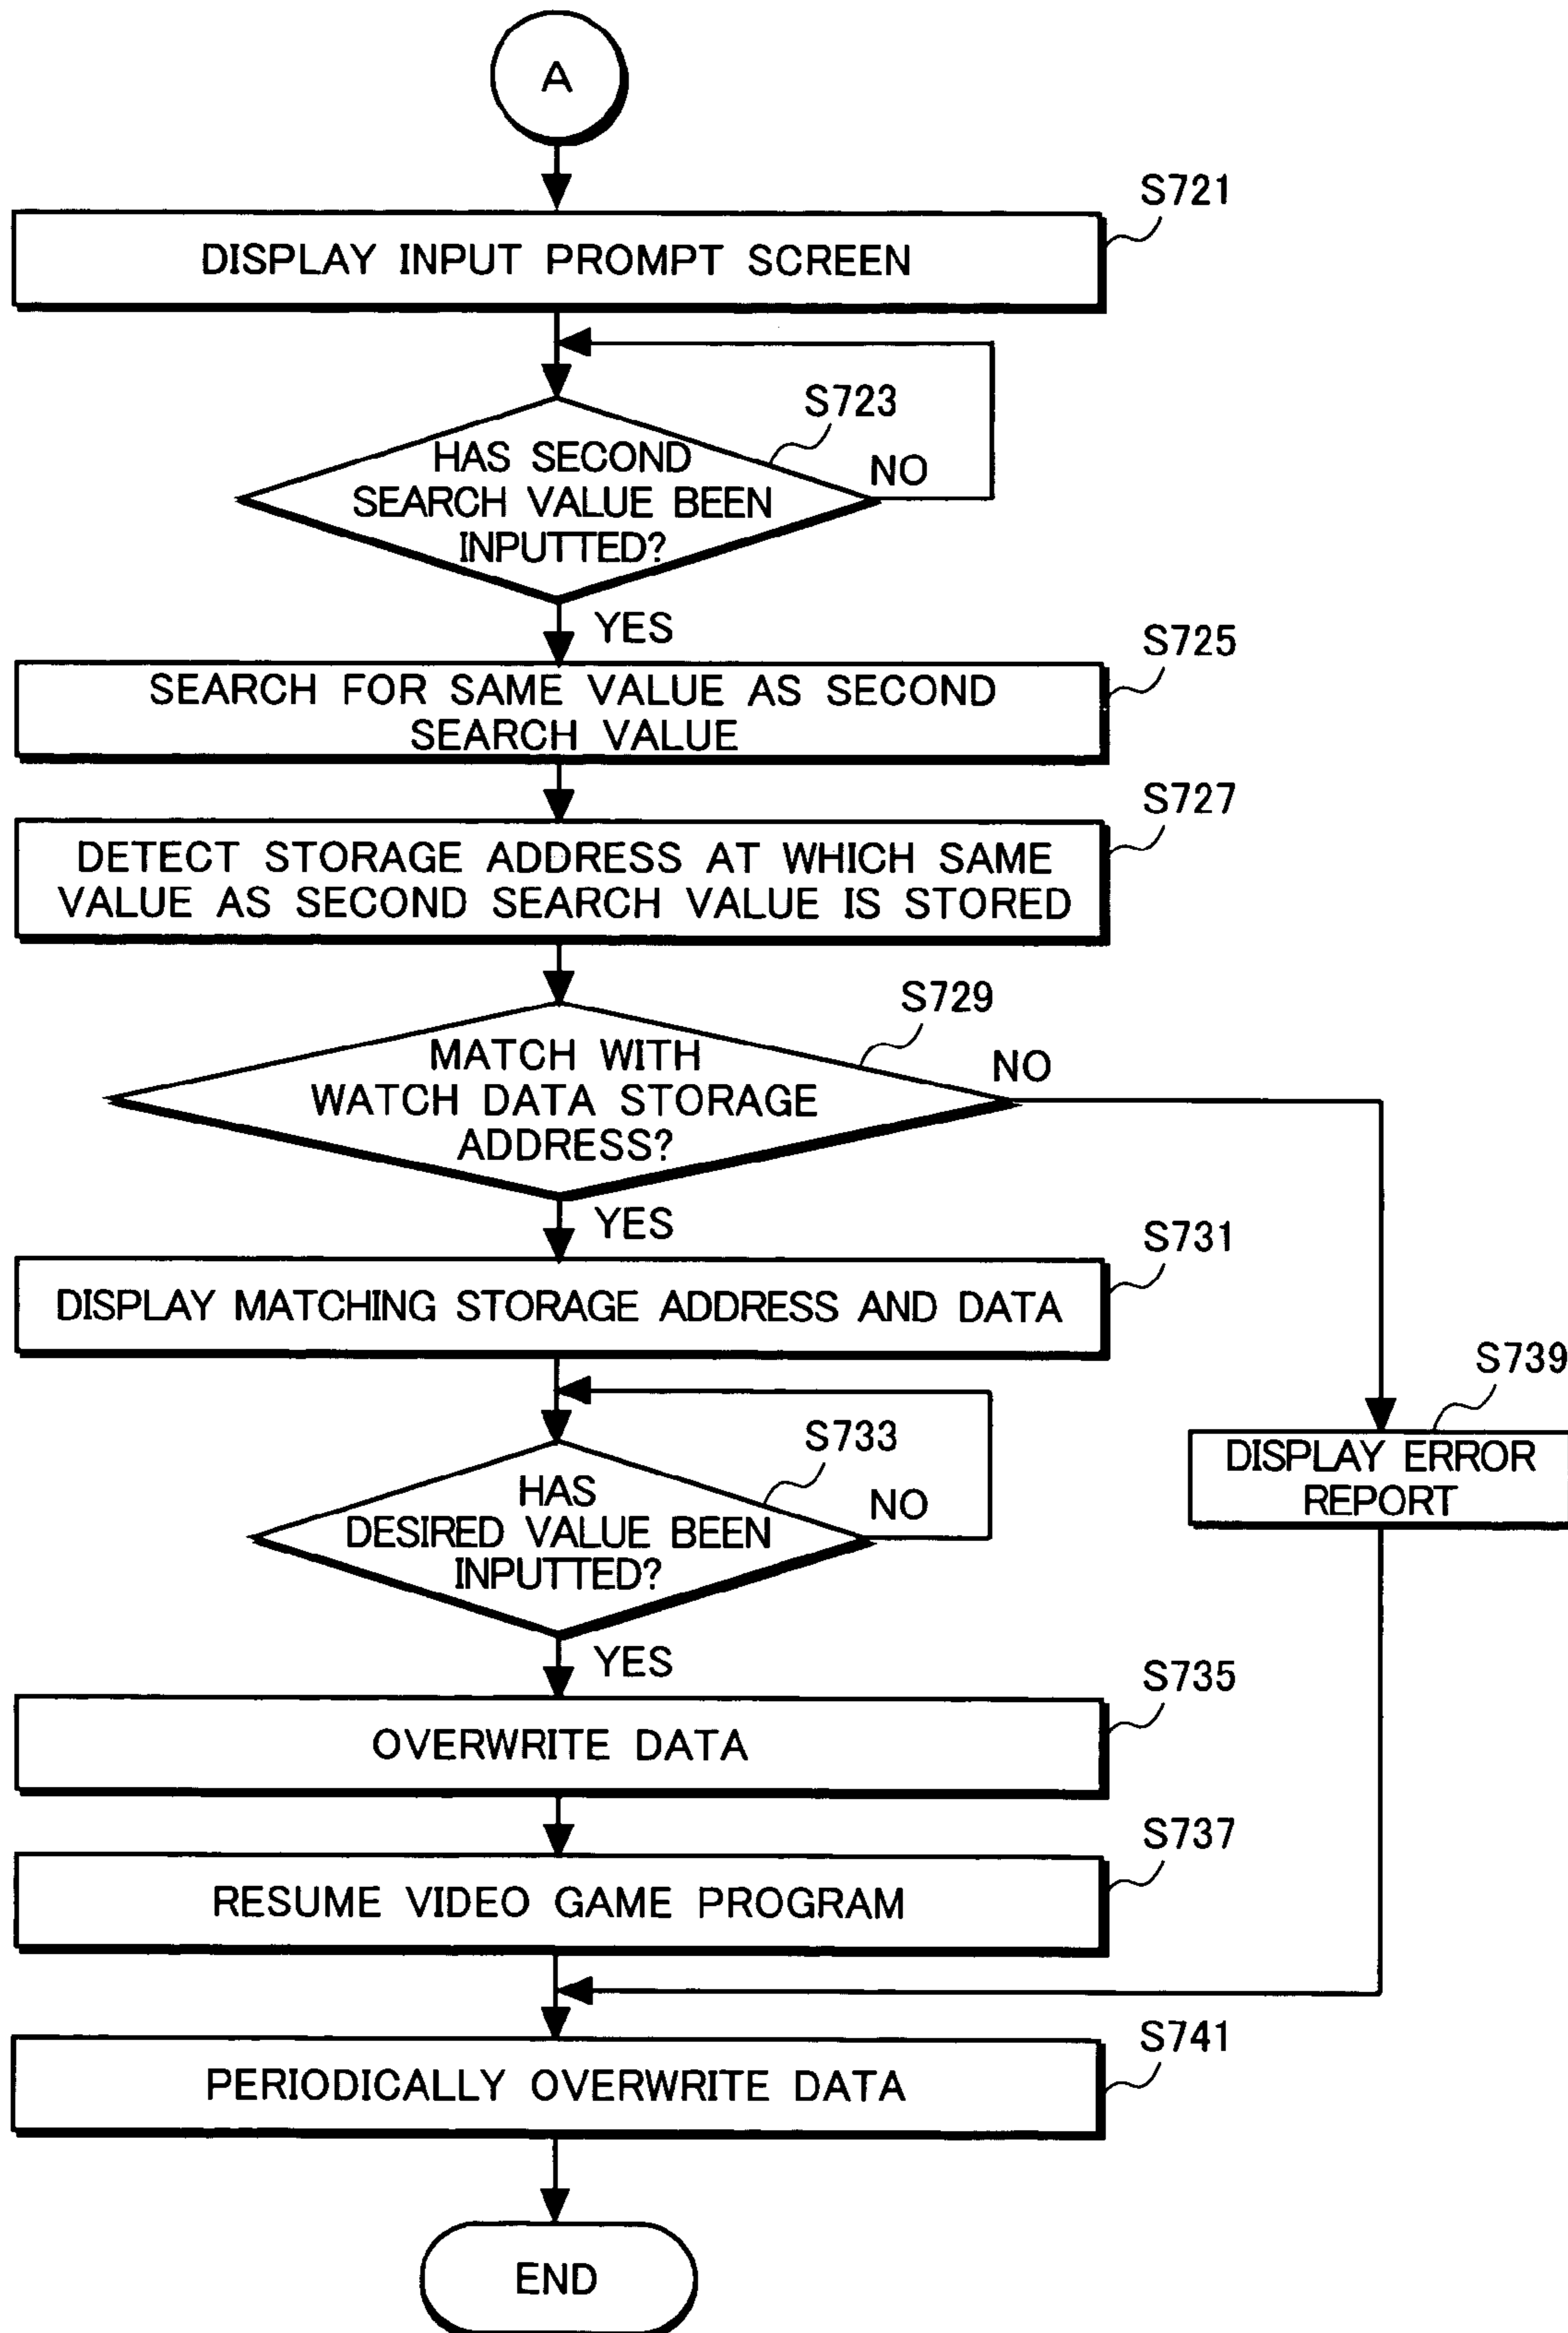 A
S721
DISPLAY INPUT PROMPT SCREEN
S723
HAS SECOND
SEARCH VALUE BEEN
INPUTTED?
NO
YES
S725
SEARCH FOR SAME VALUE AS SECOND
SEARCH VALUE
S727
DETECT STORAGE ADDRESS AT WHICH SAME
VALUE AS SECOND SEARCH VALUE IS STORED
S729
MATCH WITH
WATCH DATA STORAGE
ADDRESS?
NO
YES
S731
DISPLAY MATCHING STORAGE ADDRESS AND DATA
S733
HAS
DESIRED VALUE BEEN
INPUTTED?
NO
S739
DISPLAY ERROR
REPORT
YES
S735
OVERWRITE DATA
S737
RESUME VIDEO GAME PROGRAM
S741
PERIODICALLY OVERWRITE DATA
END